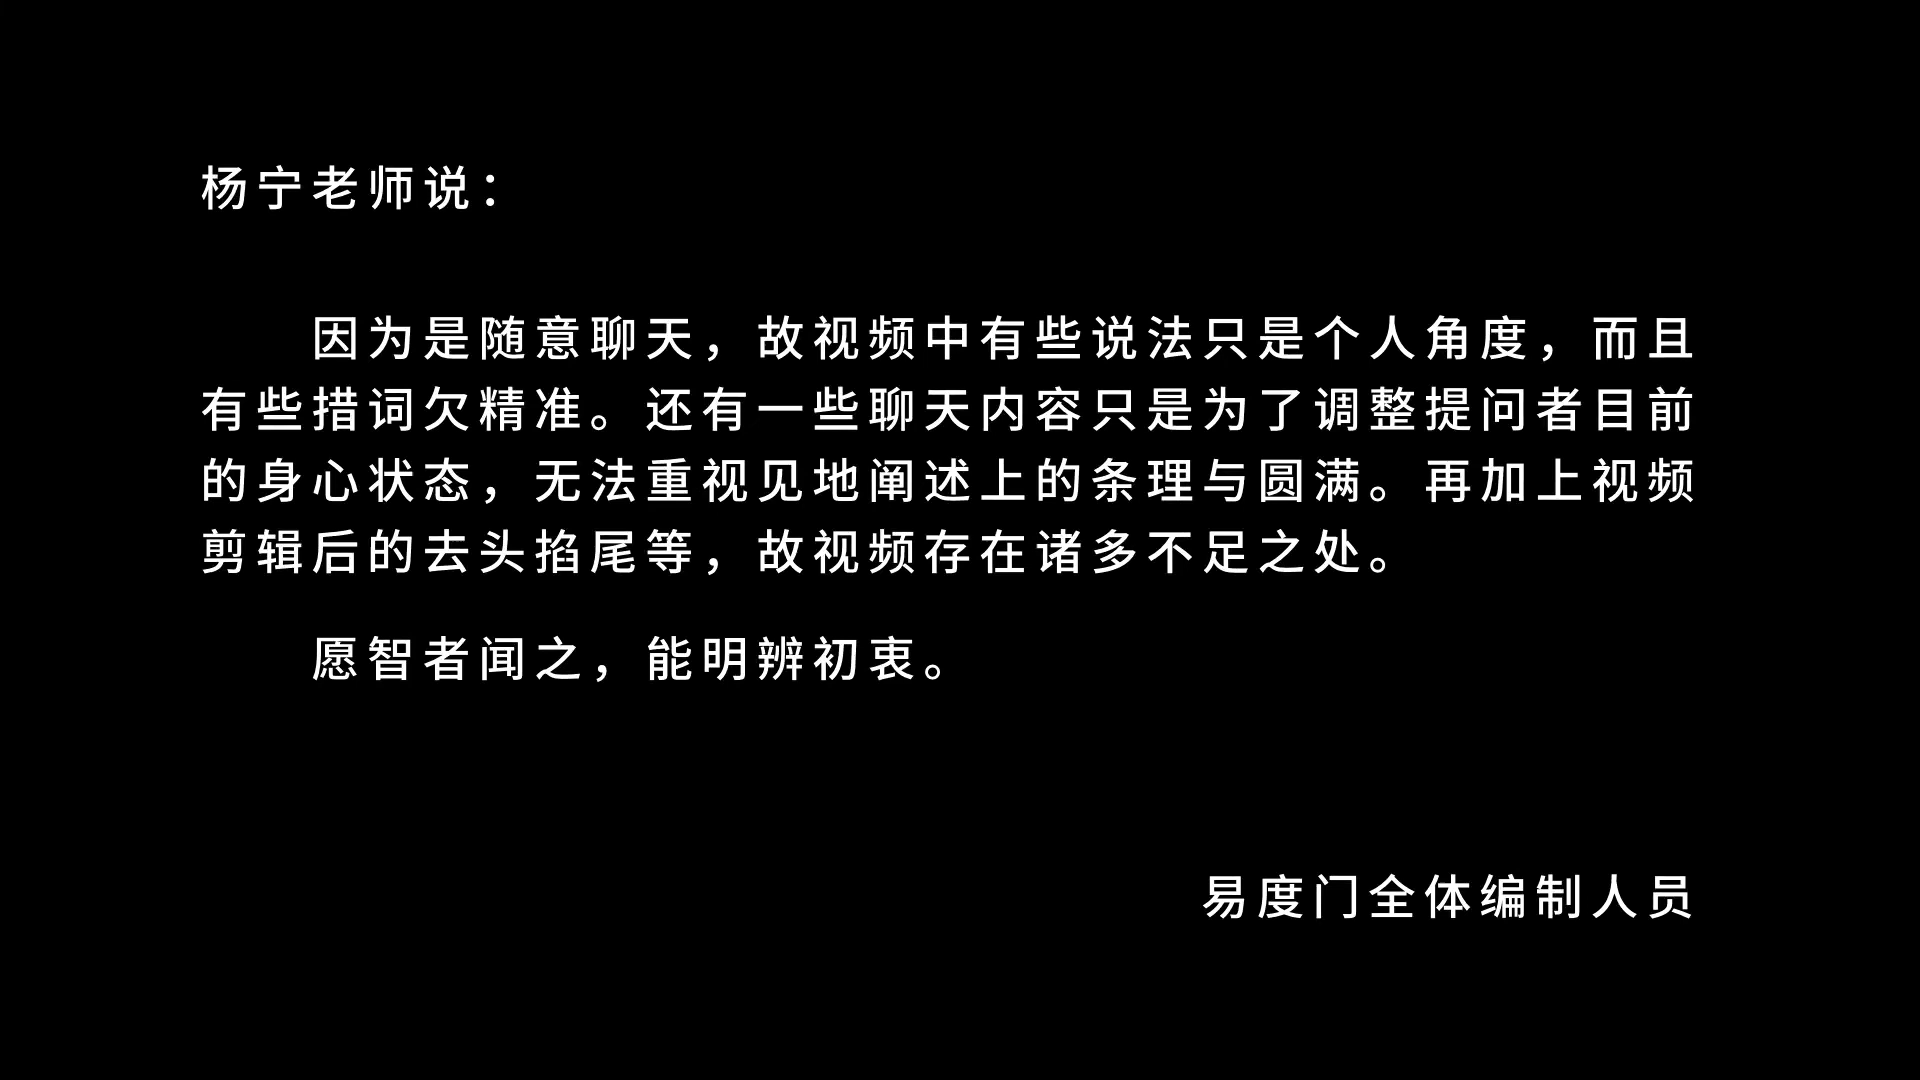 杨宁老师说：
因为是随意聊天，故视频中有些说法只是个人角度，而且
有些措词欠精准。还有一些聊天内容只是为了调整提问者目前
的身心状态，无法重视见地阐述上的条理与圆满。再加上视频
剪辑后的去头掐尾等，故视频存在诸多不足之处。
愿智者闻之，能明辨初衷。
易度门全体编制人员